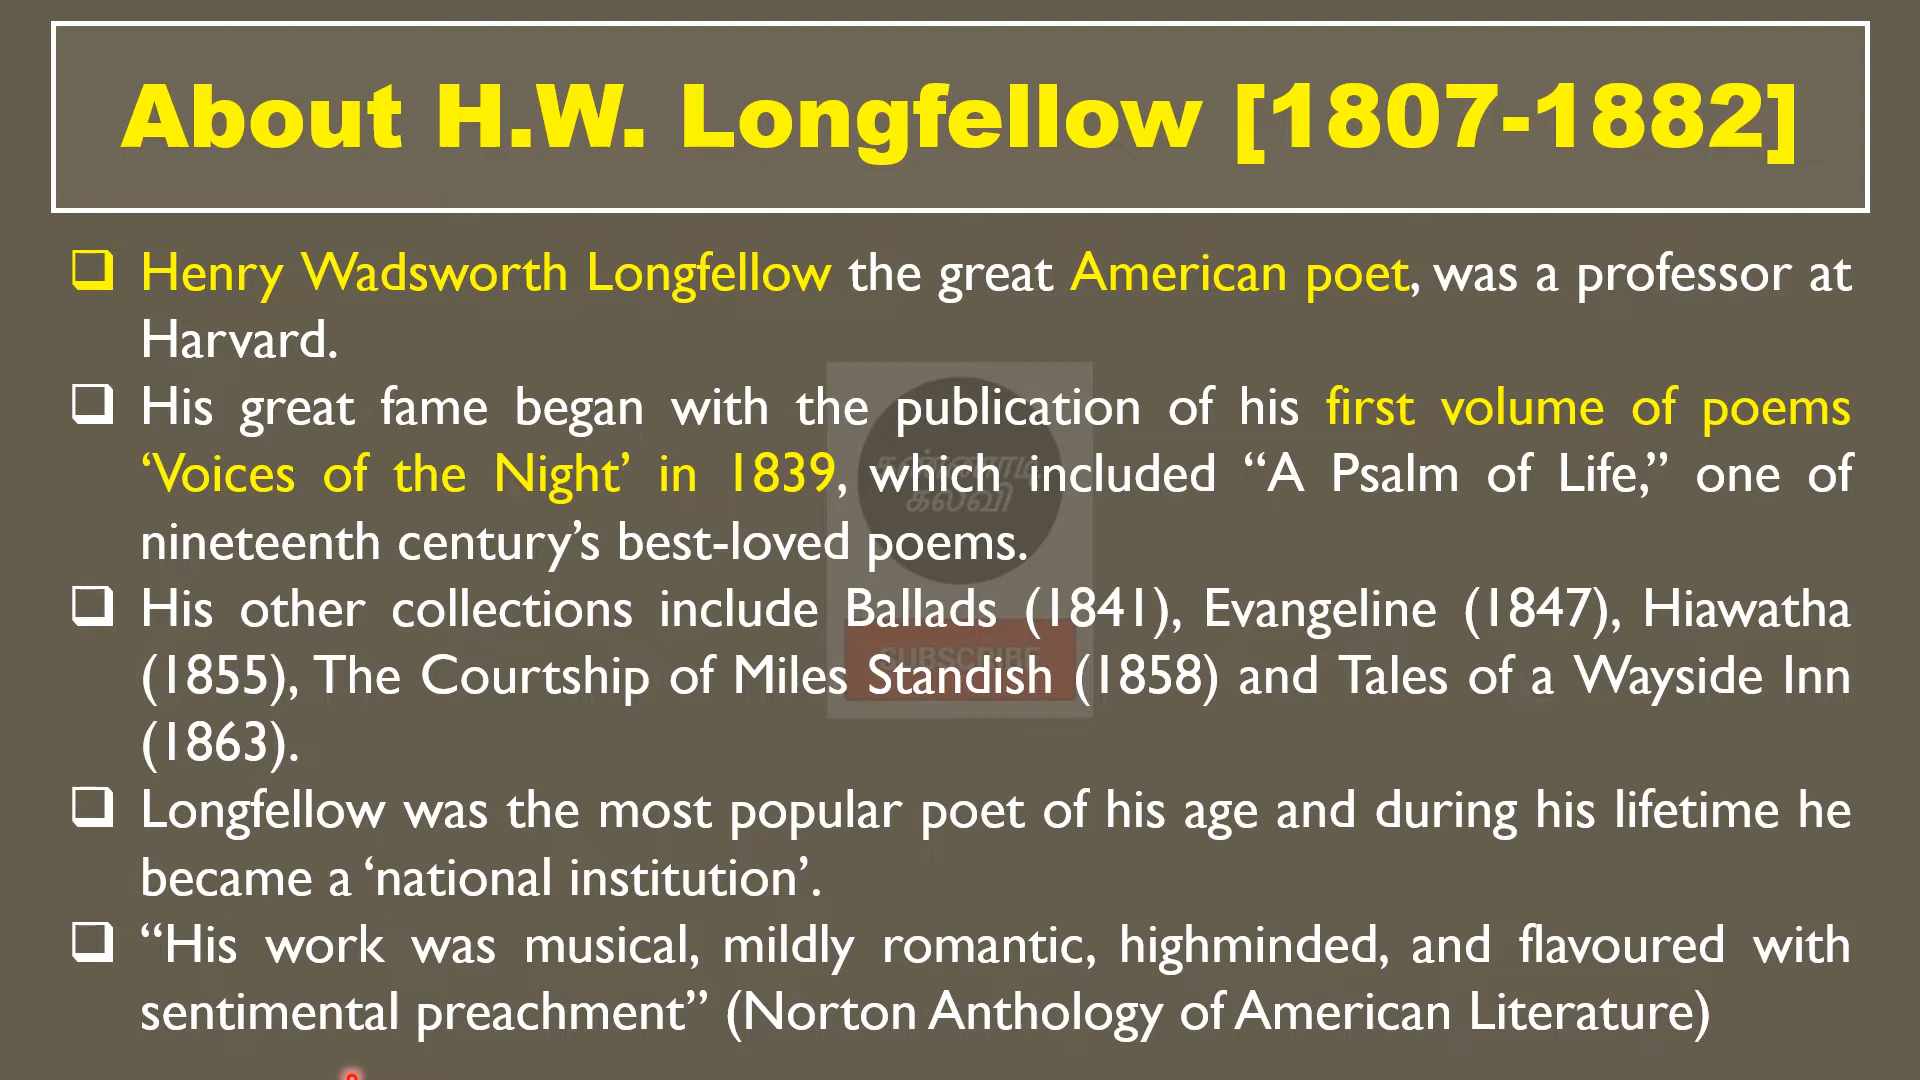 About H.W. Longfellow [1807-1882]
Henry Wadsworth Longfellow the great American poet, was a professor at
Harvard.
His great fame began with the publication of his first volume of poems
‘Voices of the Night’ in 1839, which included “A Psalm of Life,” one of
nineteenth century’s best-loved poems.
His other collections include Ballads (1841), Evangeline (1847), Hiawatha
(1855), The Courtship of Miles Standish (1858) and Tales of a Wayside Inn
(1863).
Longfellow was the most popular poet of his age and during his lifetime he
became a ‘national institution’.
“His work was musical, mildly romantic, highminded, and flavoured with
sentimental preachment” (Norton Anthology of American Literature)
கல்வி
SUBSCRIBE